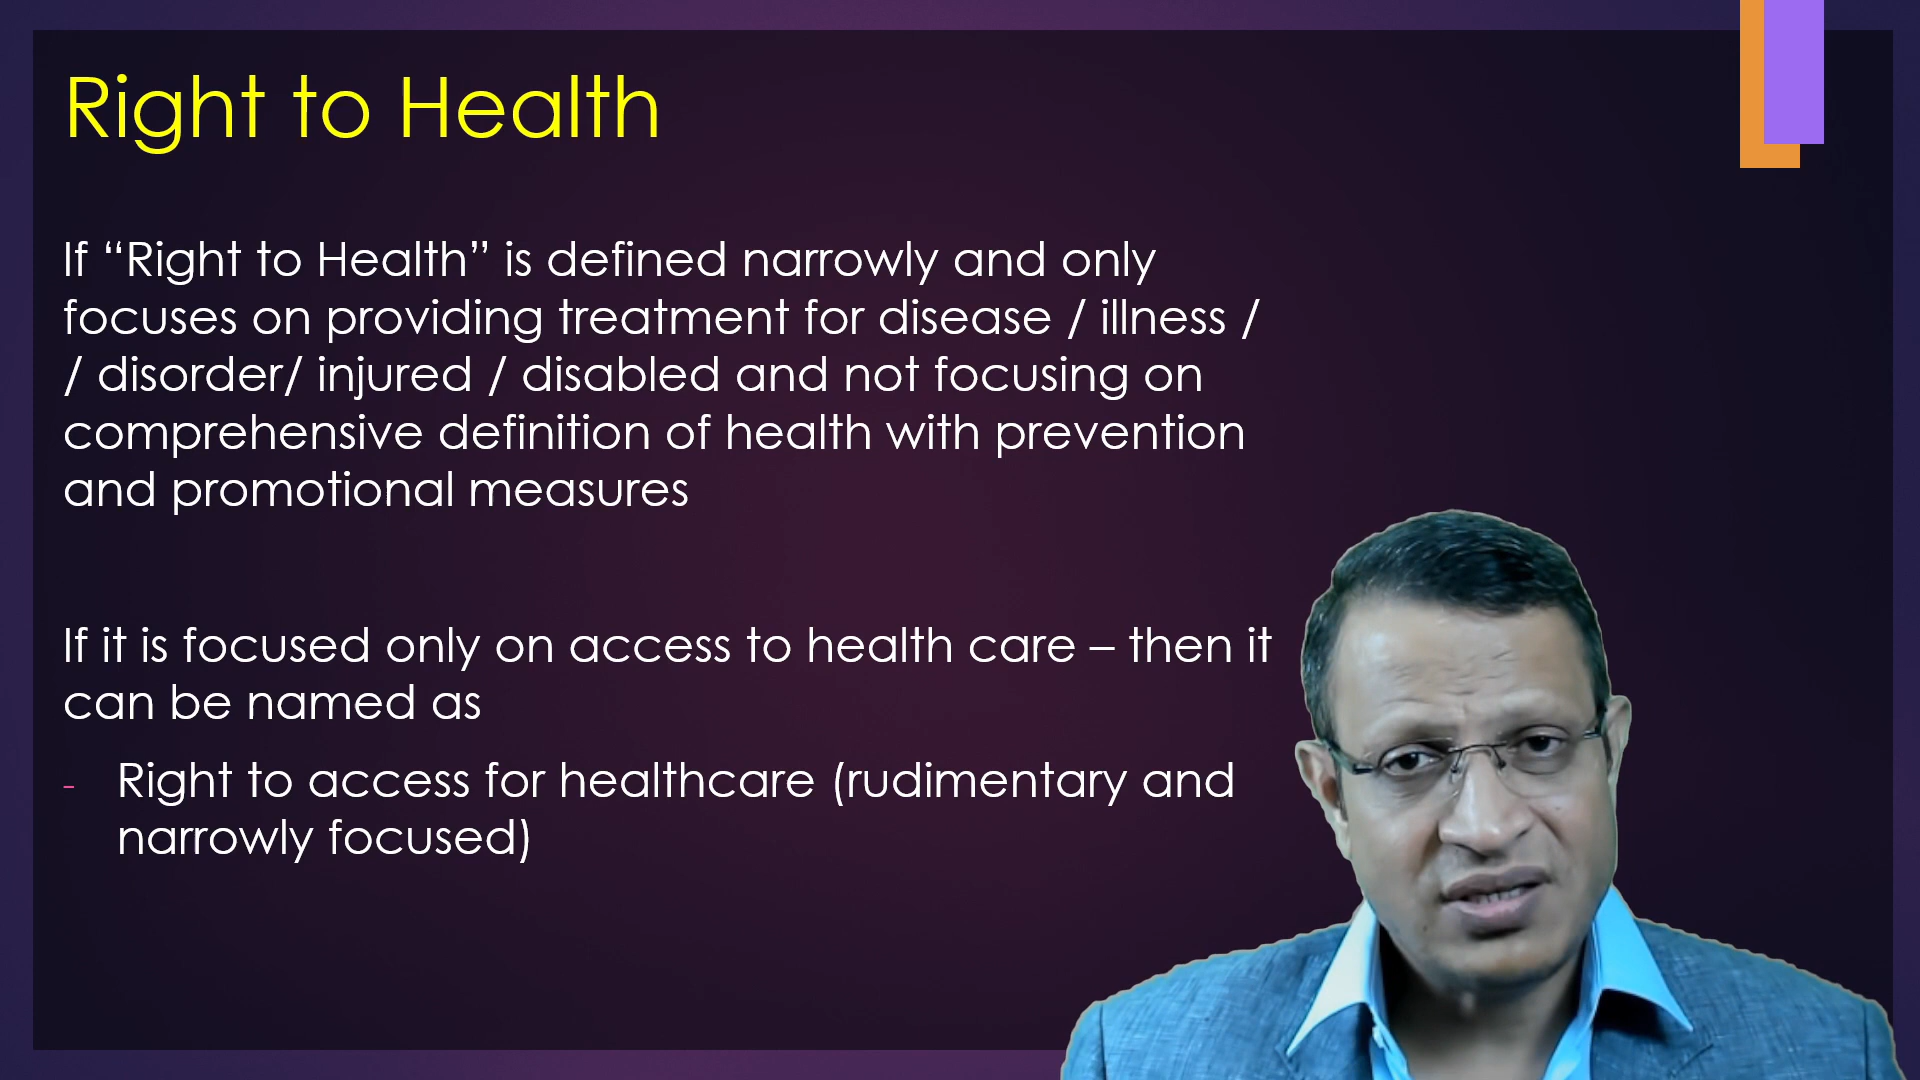 Right to Health
If “Right to Health” is defined narrowly and only
focuses on providing treatment for disease / illness /
/ disorder/ injured / disabled and not focusing on
comprehensive definition of health with prevention
and promotional measures
If it is focused only on access to health care – then it
can be named as
- Right to access for healthcare (rudimentary and
narrowly focused)